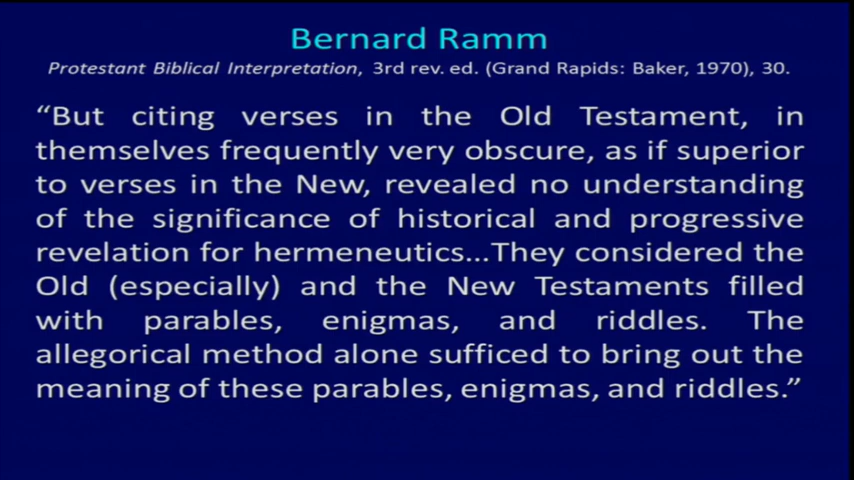 Bernard Ramm
Protestant Biblical Interpretation, 3rd rev. ed. (Grand Rapids: Baker, 1970), 30.
“But citing verses in the Old Testament, in
themselves frequently very obscure, as if superior
to verses in the New, revealed no understanding
of the significance of historical and progressive
revelation for hermeneutics...They considered the
Old (especially) and the New Testaments filled
with parables, enigmas, and riddles. The
allegorical method alone sufficed to bring out the
meaning of these parables, enigmas, and riddles.”